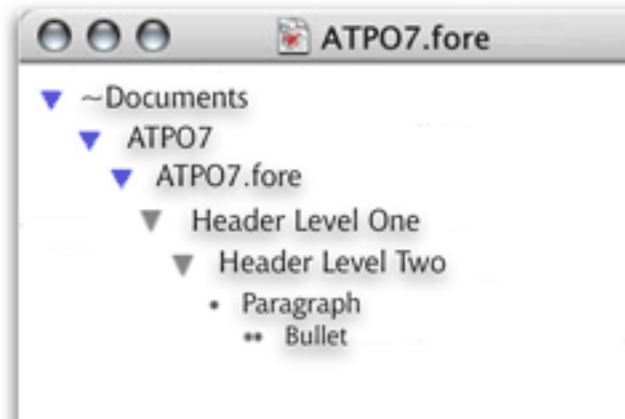 ATPO7.fore
~Documents
ATPO7
ATPO7.fore
Header Level One
Header Level Two
• Paragraph
•• Bullet